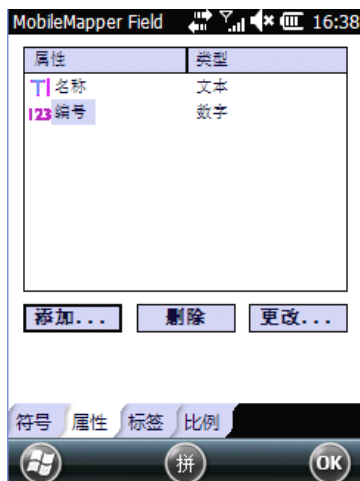 MobileMapper Field 16:38
属性 类型
名称 文本
123 编号 数字
添加... 删除 更改...
符号 属性 标签 比例
拼 OK